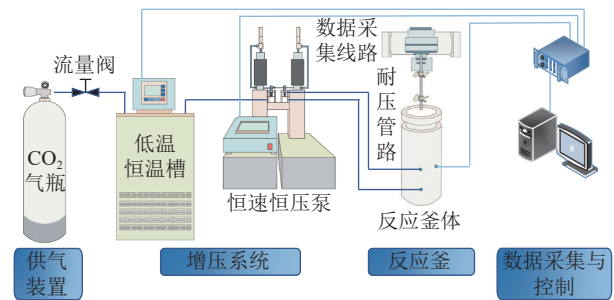 数据采
集线路
流量阀
耐
压
管
路
CO₂
气瓶
低温
恒温槽
恒速恒压泵
反应釜体
供气
装置
增压系统
反应釜
数据采集与
控制